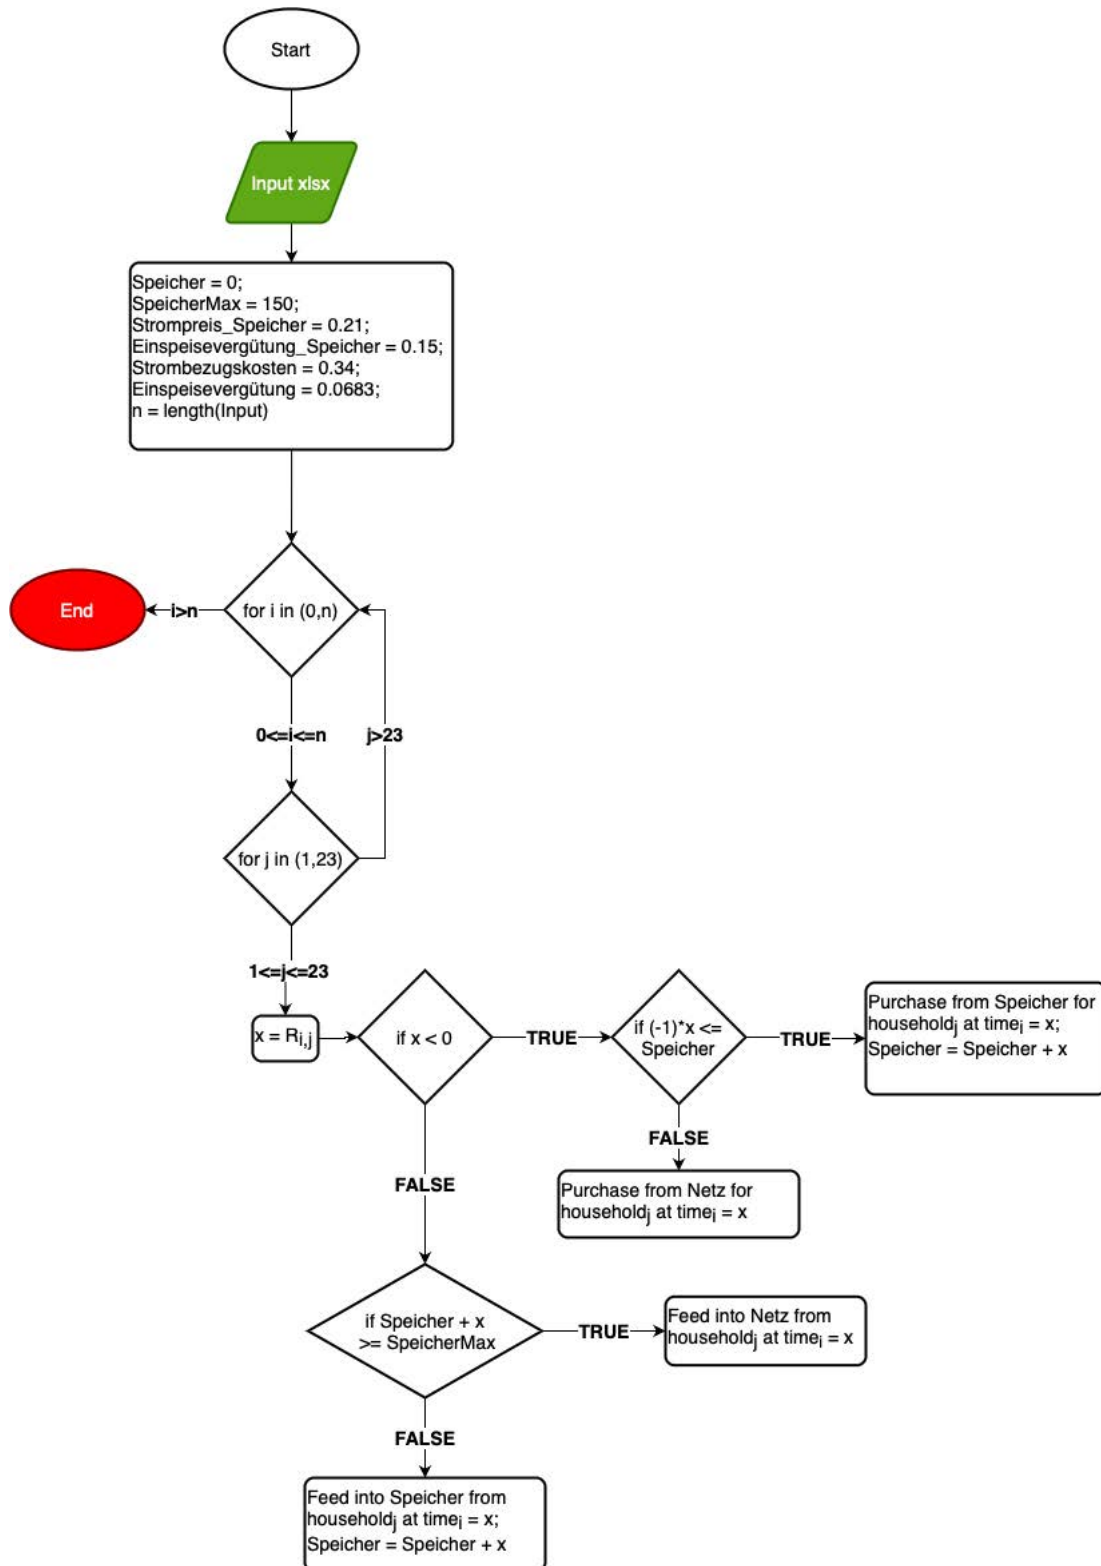 Start
Input xlsx
Speicher = 0;
SpeicherMax = 150;
Strompreis_Speicher = 0.21;
Einspeisevergütung_Speicher = 0.15;
Strombezugskosten = 0.34;
Einspeisevergütung = 0.0683;
n = length(Input)
End
i>n
for i in (0,n)
0<=i<=n
j>23
for j in (1,23)
1<=j<=23
x = Ri,j
if x < 0
TRUE
if (-1)*x <=
Speicher
TRUE
Purchase from Speicher for
householdj at timei = x;
Speicher = Speicher + x
FALSE
Purchase from Netz for
householdj at timei = x
FALSE
if Speicher + x
>= SpeicherMax
TRUE
Feed into Netz from
householdj at timei = x
FALSE
Feed into Speicher from
householdj at timei = x;
Speicher = Speicher + x